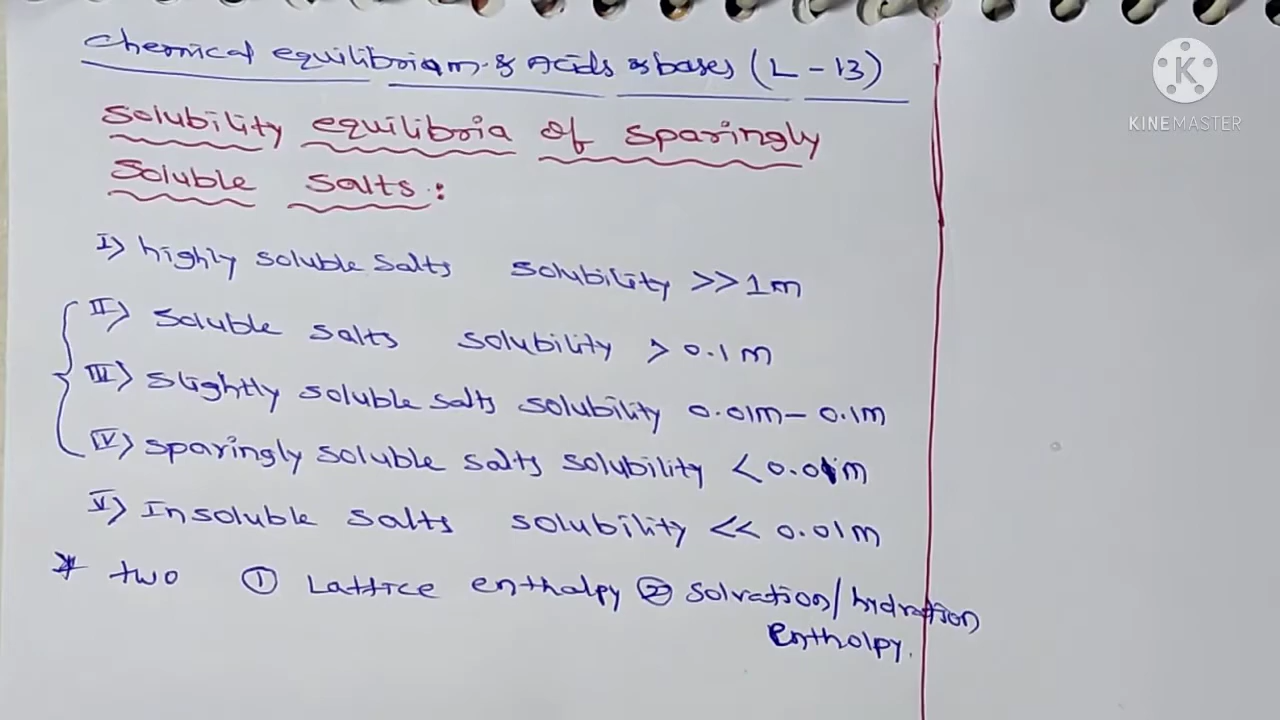 Chemical equilibrium & Acids & bases (L - 13)
Solubility equilibria of sparingly
Soluble salts :
I) highly soluble salts solubility >> 1m
II) Soluble salts solubility > 0.1m
III) Slightly soluble salts solubility 0.01m - 0.1m
IV) Sparingly soluble salts solubility < 0.01m
V) Insoluble salts solubility << 0.01m
* two ① Lattice enthalpy ② solvation/hydration
enthalpy.
KINEMASTER